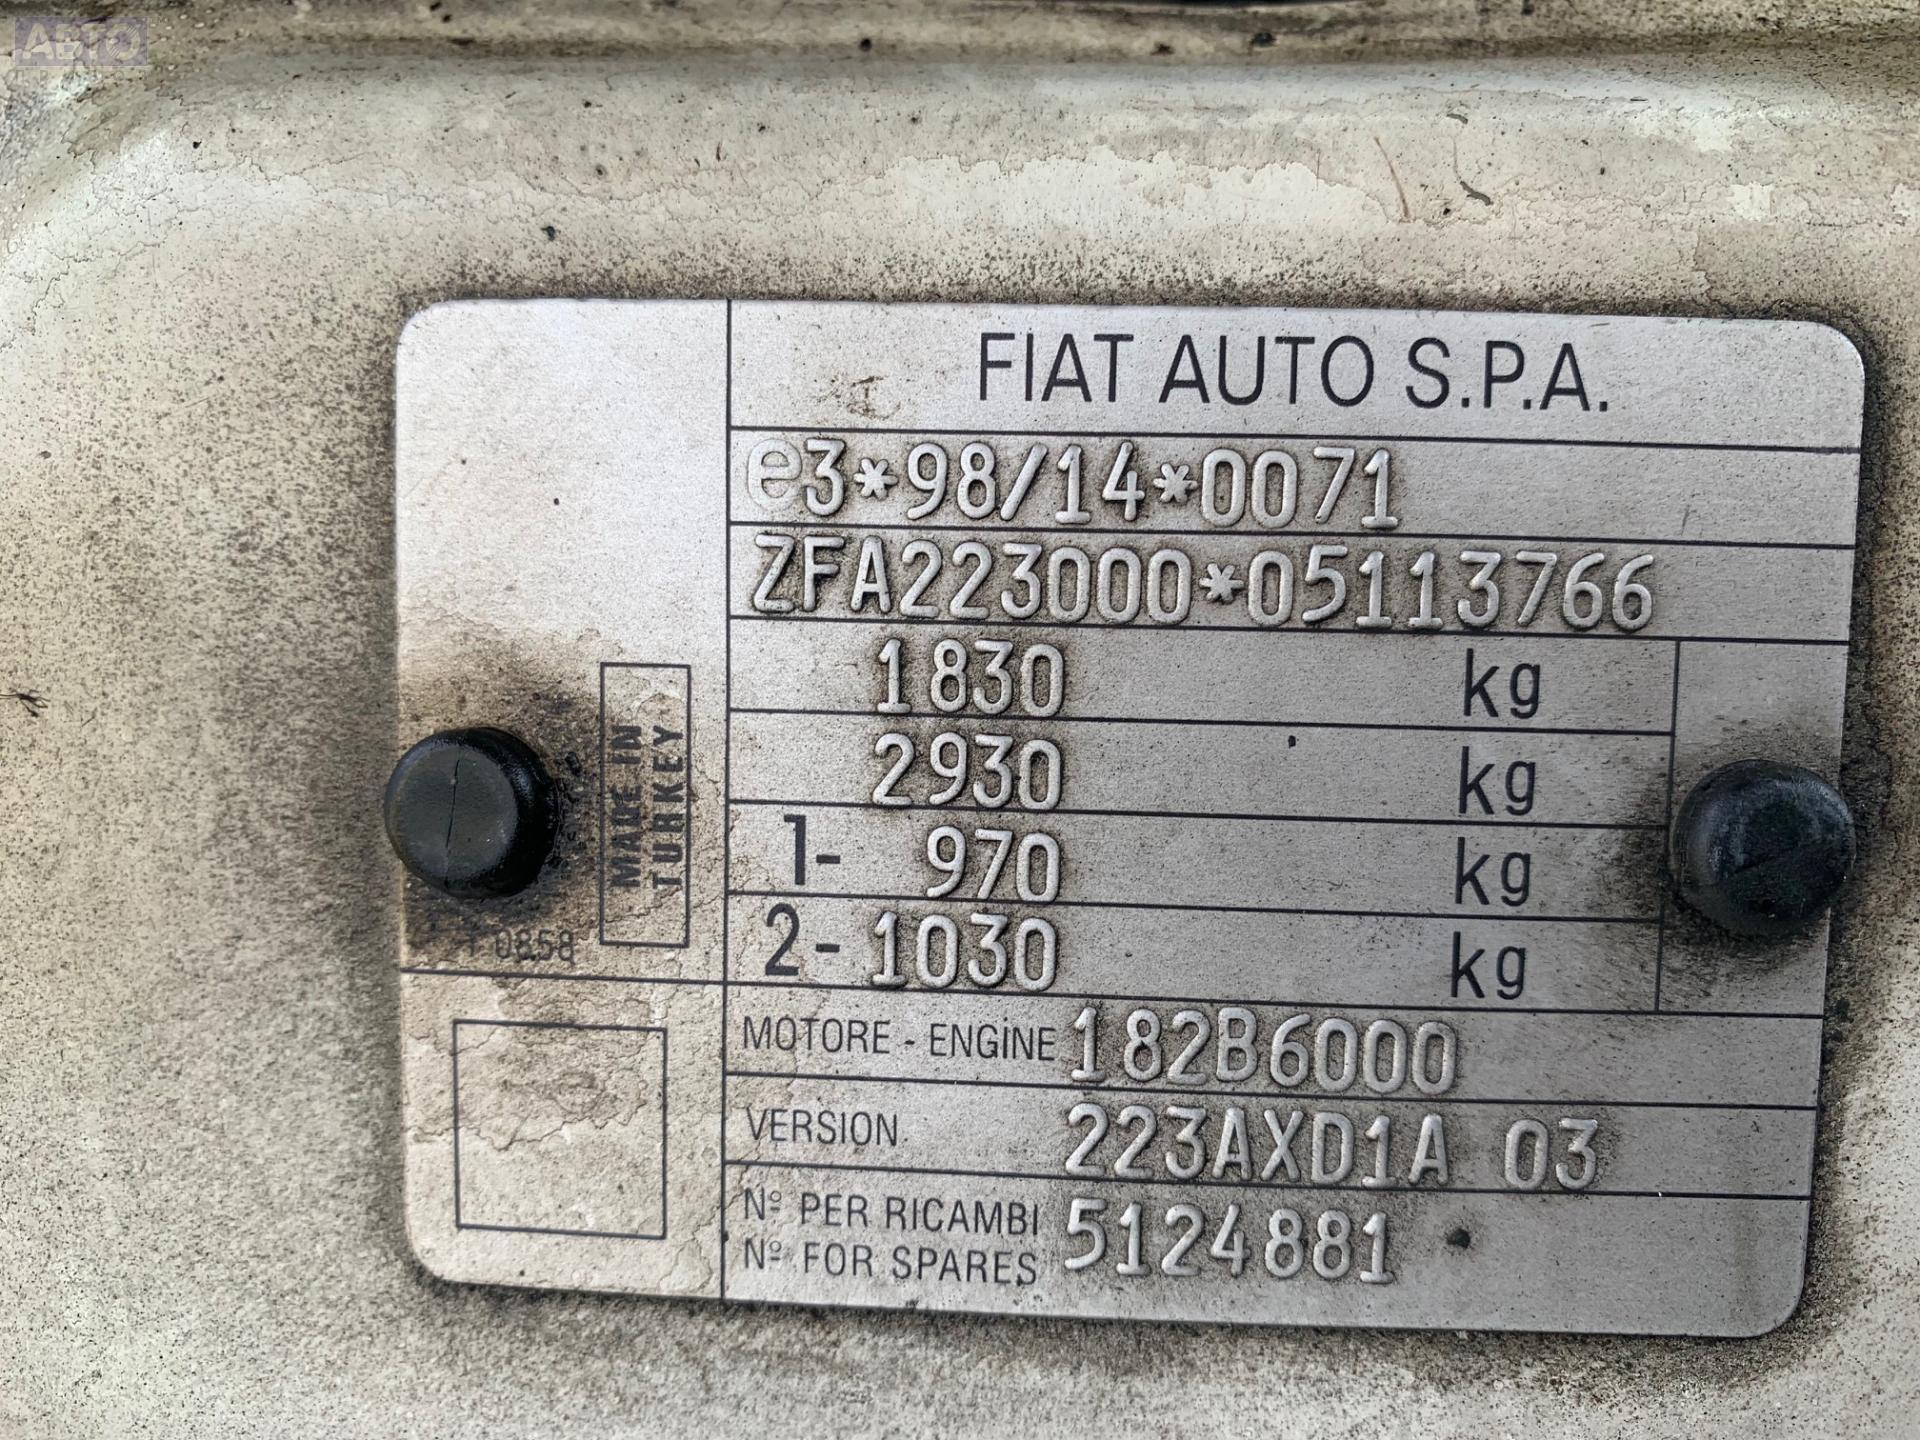 АВТО
FIAT AUTO S.P.A.
e3*98/14*0071
ZFA223000*05113766
1830 kg
2930 kg
1- 970 kg
2- 1030 kg
MADE IN
TURKEY
0858
MOTORE - ENGINE 182B6000
VERSION 223AXD1A 03
Nº PER RICAMBI
Nº FOR SPARES 5124881